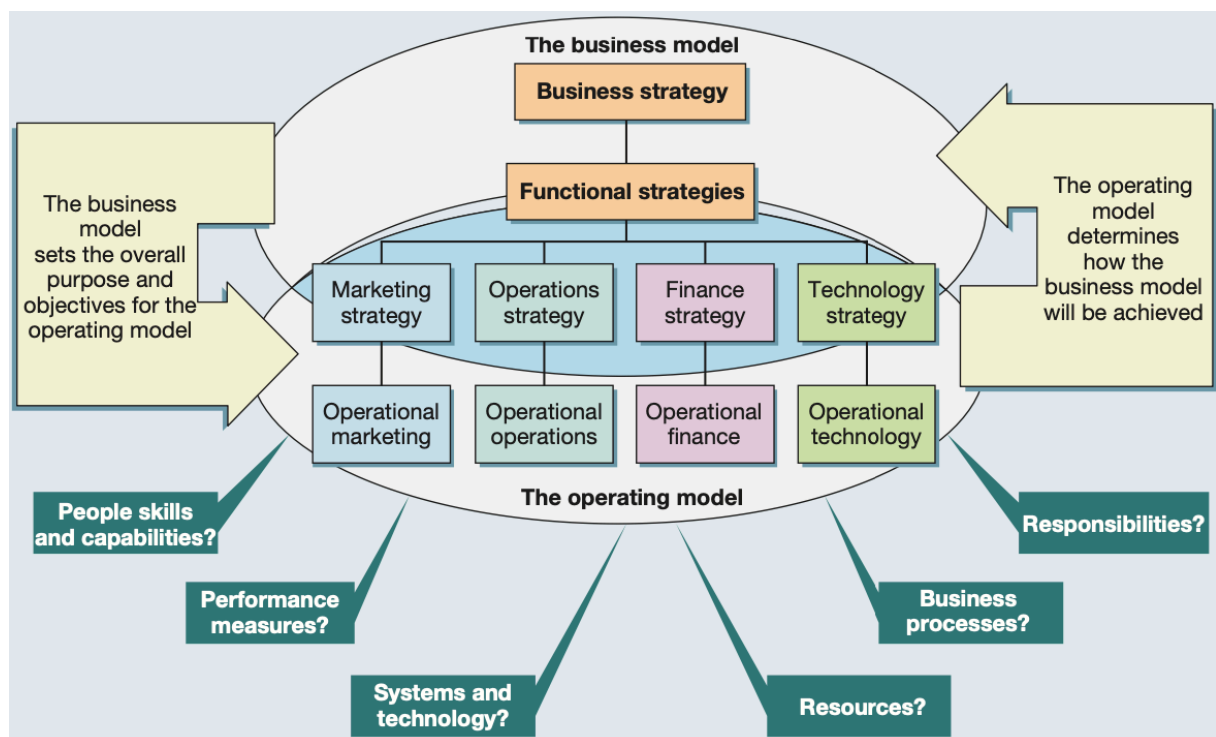 The business model
Business strategy
Functional strategies
The business
model
sets the overall
purpose and
objectives for the
operating model
The operating
model
determines
how the
business model
will be achieved
Marketing
strategy
Operations
strategy
Finance
strategy
Technology
strategy
Operational
marketing
Operational
operations
Operational
finance
Operational
technology
The operating model
People skills
and capabilities?
Responsibilities?
Performance
measures?
Business
processes?
Systems and
technology?
Resources?